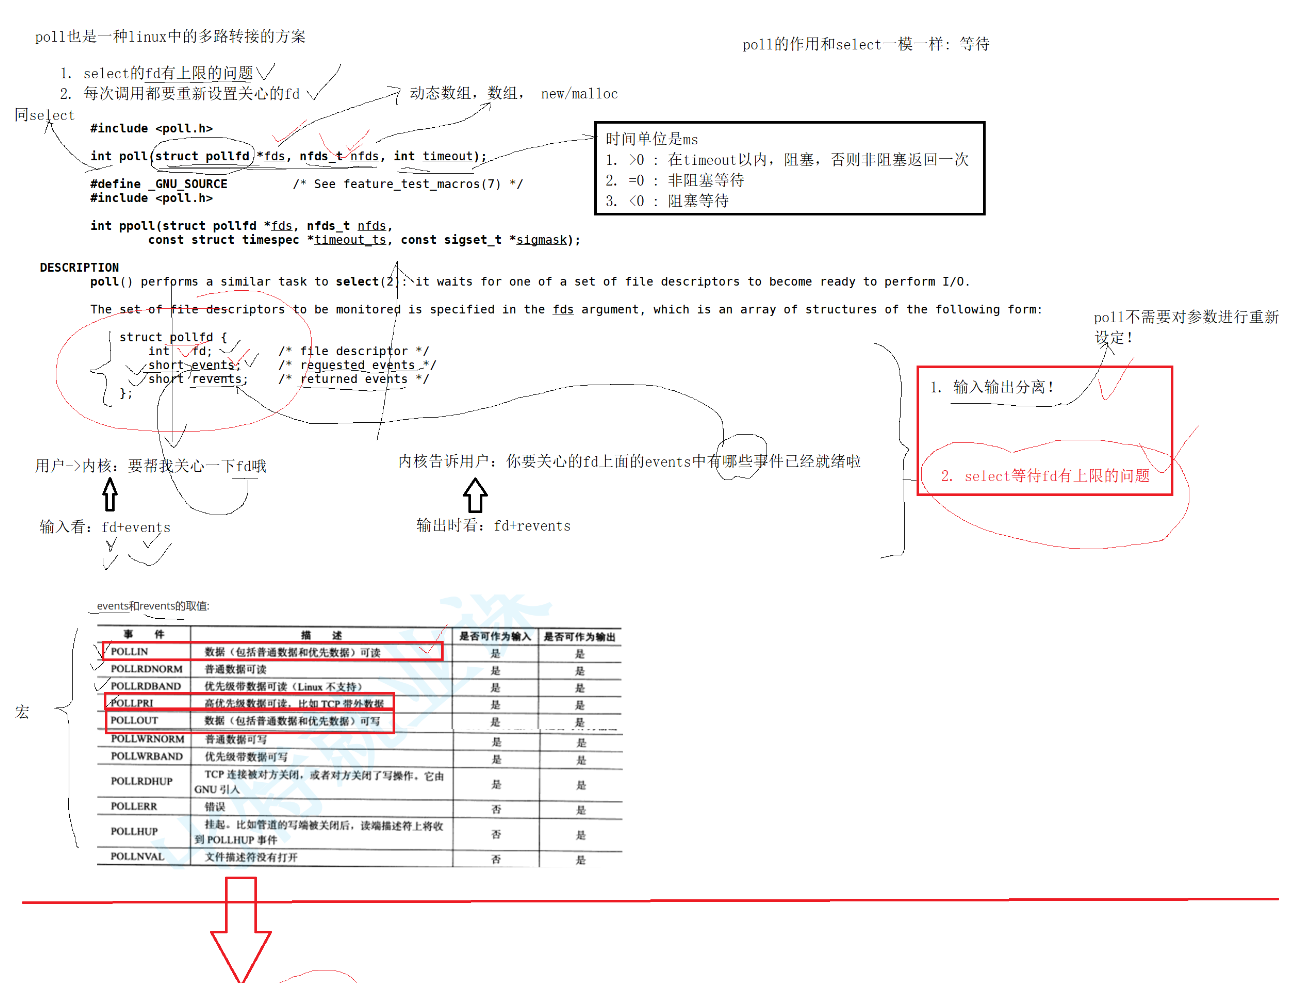 poll也是一种linux中的多路转接的方案
poll的作用和select一模一样: 等待
1. select的fd有上限的问题
2. 每次调用都要重新设置关心的fd
动态数组, 数组, new/malloc
同select
#include <poll.h>
int poll(struct pollfd *fds, nfds_t nfds, int timeout);
时间单位是ms
1. >0 : 在timeout以内, 阻塞, 否则非阻塞返回一次
2. =0 : 非阻塞等待
3. <0 : 阻塞等待
#define _GNU_SOURCE /* See feature_test_macros(7) */
#include <poll.h>
int ppoll(struct pollfd *fds, nfds_t nfds,
const struct timespec *timeout_ts, const sigset_t *sigmask);
DESCRIPTION
poll() performs a similar task to select(2): it waits for one of a set of file descriptors to become ready to perform I/O.
The set of file descriptors to be monitored is specified in the fds argument, which is an array of structures of the following form:
struct pollfd {
int fd; /* file descriptor */
short events; /* requested events */
short revents; /* returned events */
};
poll不需要对参数进行重新
设定!
1. 输入输出分离!
2. select等待fd有上限的问题
用户->内核: 要帮我关心一下fd哦
内核告诉用户: 你要关心的fd上面的events中有哪些事件已经就绪啦
输入看: fd+events
输出时看: fd+revents
events和revents的取值:
事 件 描 述 是否可作为输入 是否可作为输出
POLLIN 数据（包括普通数据和优先数据）可读 是 是
POLLRDNORM 普通数据可读 是 是
POLLRDBAND 优先级带数据可读（Linux 不支持） 是 是
POLLPRI 高优先级数据可读，比如 TCP 带外数据 是 是
POLLOUT 数据（包括普通数据和优先数据）可写 是 是
POLLWRNORM 普通数据可写 是 是
POLLWRBAND 优先级带数据可写 是 是
POLLRDHUP TCP 连接被对方关闭，或者对方关闭了写操作。它由
GNU 引入 是 是
POLLERR 错误 否 是
POLLHUP 挂起。比如管道的写端被关闭后，读端描述符上将收
到 POLLHUP 事件 否 是
POLLNVAL 文件描述符没有打开 否 是
宏
比特就业课